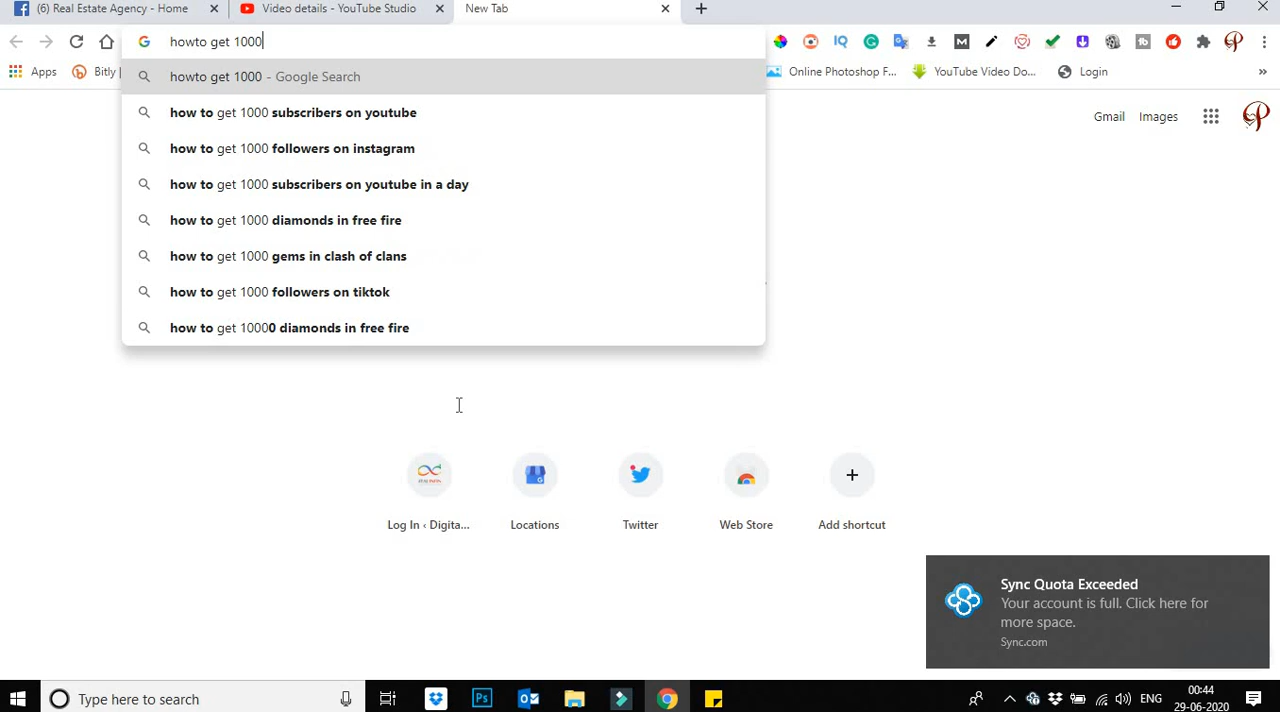 (6) Real Estate Agency - Home
Video details - YouTube Studio
New Tab
howto get 1000
Apps
Bitly
Online Photoshop F...
YouTube Video Do...
Login
howto get 1000 - Google Search
how to get 1000 subscribers on youtube
how to get 1000 followers on instagram
how to get 1000 subscribers on youtube in a day
how to get 1000 diamonds in free fire
how to get 1000 gems in clash of clans
how to get 1000 followers on tiktok
how to get 10000 diamonds in free fire
Gmail
Images
Log In ‹ Digita...
Locations
Twitter
Web Store
Add shortcut
Sync Quota Exceeded
Your account is full. Click here for
more space.
Sync.com
Type here to search
ENG
00:44
29-06-2020